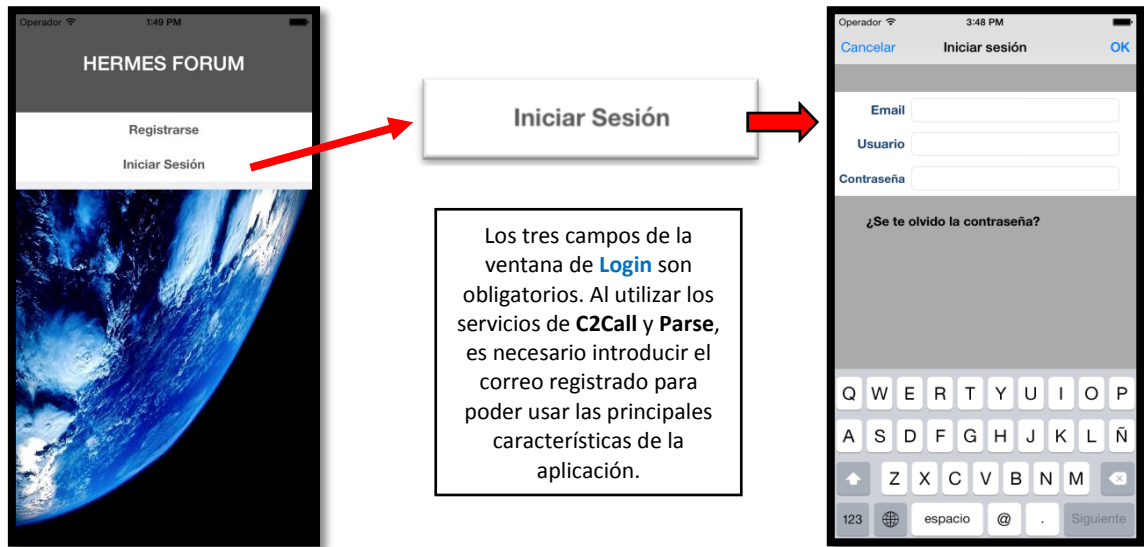 Operador 1:49 PM
HERMES FORUM
Registrarse
Iniciar Sesión
Iniciar Sesión
Los tres campos de la
ventana de Login son
obligatorios. Al utilizar los
servicios de C2Call y Parse,
es necesario introducir el
correo registrado para
poder usar las principales
características de la
aplicación.
Operador 3:48 PM
Cancelar Iniciar sesión OK
Email
Usuario
Contraseña
¿Se te olvido la contraseña?
Q W E R T Y U I O P
A S D F G H J K L Ñ
Z X C V B N M
123 espacio @ . Siguiente